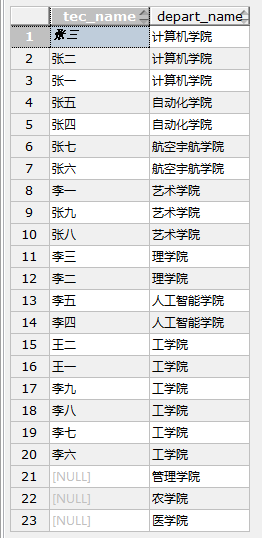 tec_name depart_name
1 张三 计算机学院
2 张二 计算机学院
3 张一 计算机学院
4 张五 自动化学院
5 张四 自动化学院
6 张七 航空宇航学院
7 张六 航空宇航学院
8 李一 艺术学院
9 张九 艺术学院
10 张八 艺术学院
11 李三 理学院
12 李二 理学院
13 李五 人工智能学院
14 李四 人工智能学院
15 王二 工学院
16 王一 工学院
17 李九 工学院
18 李八 工学院
19 李七 工学院
20 李六 工学院
21 [NULL] 管理学院
22 [NULL] 农学院
23 [NULL] 医学院